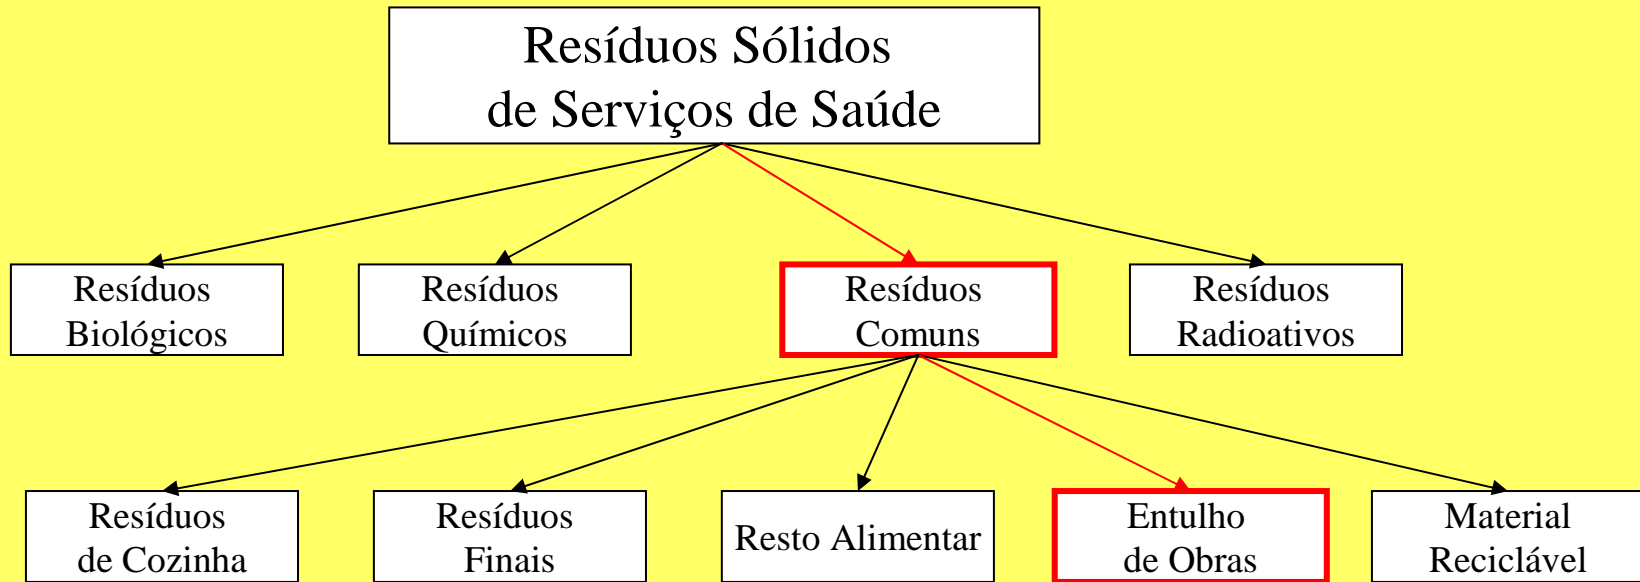 Resíduos Sólidos
de Serviços de Saúde
Resíduos
Biológicos
Resíduos
Químicos
Resíduos
Comuns
Resíduos
Radioativos
Resíduos
de Cozinha
Resíduos
Finais
Resto Alimentar
Entulho
de Obras
Material
Reciclável